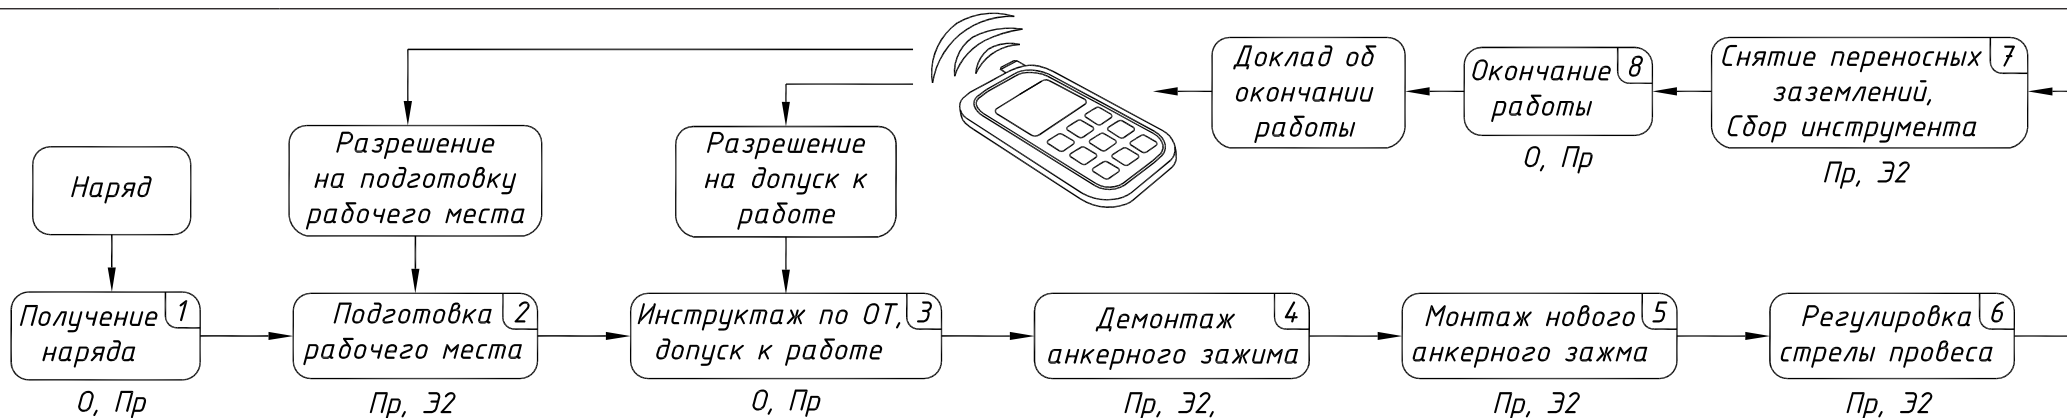 Наряд
Получение 1
наряда
О, Пр
Разрешение
на подготовку
рабочего места
Подготовка 2
рабочего места
Пр, Э2
Разрешение
на допуск к
работе
Инструктаж по ОТ, 3
допуск к работе
О, Пр
Демонтаж 4
анкерного зажима
Пр, Э2,
Монтаж нового 5
анкерного зажма
Пр, Э2
Регулировка 6
стрелы провеса
Пр, Э2
Снятие переносных 7
заземлений,
Сбор инструмента
Пр, Э2
Окончание 8
работы
О, Пр
Доклад об
окончании
работы